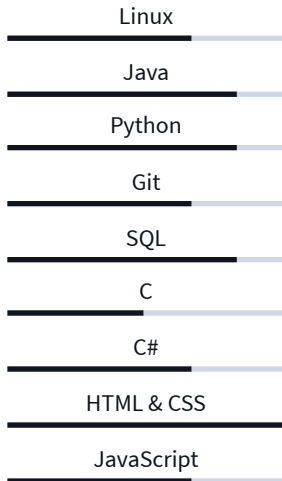 Linux
Java
Python
Git
SQL
C
C#
HTML & CSS
JavaScript